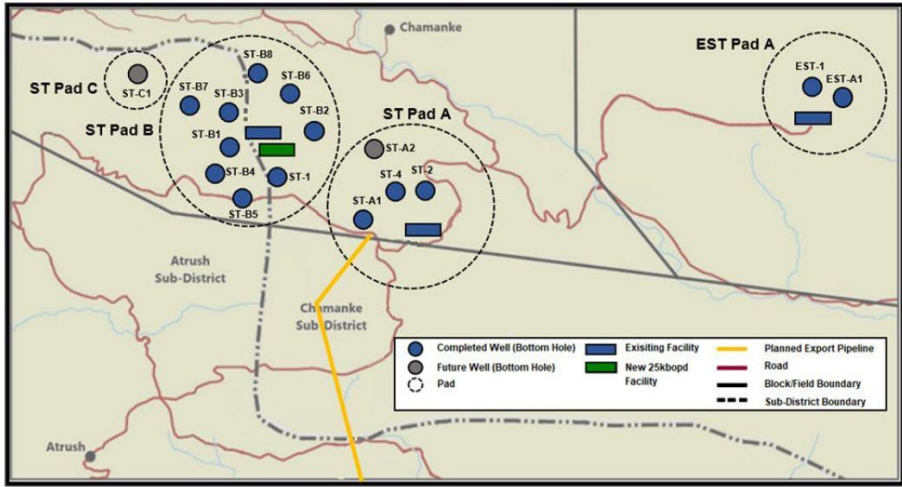 Chamanke
EST Pad A
EST-1
EST-A1
ST Pad C
ST-C1
ST-B8
ST-B7
ST-B3
ST-B6
ST-B2
ST Pad B
ST-B1
ST-B4
ST-1
ST-B5
ST Pad A
ST-A2
ST-4
ST-2
ST-A1
Atrush
Sub-District
Chamanke
Sub-District
Atrush
Completed Well (Bottom Hole)
Future Well (Bottom Hole)
Pad
Exisiting Facility
New 25kbopd
Facility
Planned Export Pipeline
Road
Block/Field Boundary
Sub-District Boundary